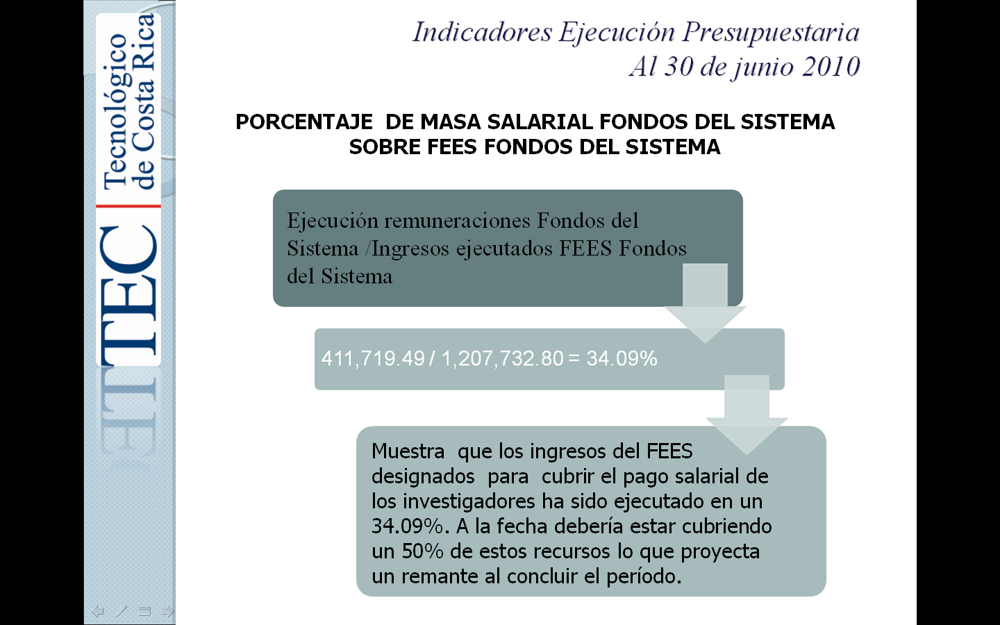 Indicadores Ejecución Presupuestaria
Al 30 de junio 2010
TEC
Tecnológico
de Costa Rica
PORCENTAJE DE MASA SALARIAL FONDOS DEL SISTEMA
SOBRE FEES FONDOS DEL SISTEMA
Ejecución remuneraciones Fondos del
Sistema /Ingresos ejecutados FEES Fondos
del Sistema
411,719.49 / 1,207,732.80 = 34.09%
Muestra que los ingresos del FEES
designados para cubrir el pago salarial de
los investigadores ha sido ejecutado en un
34.09%. A la fecha debería estar cubriendo
un 50% de estos recursos lo que proyecta
un remante al concluir el período.